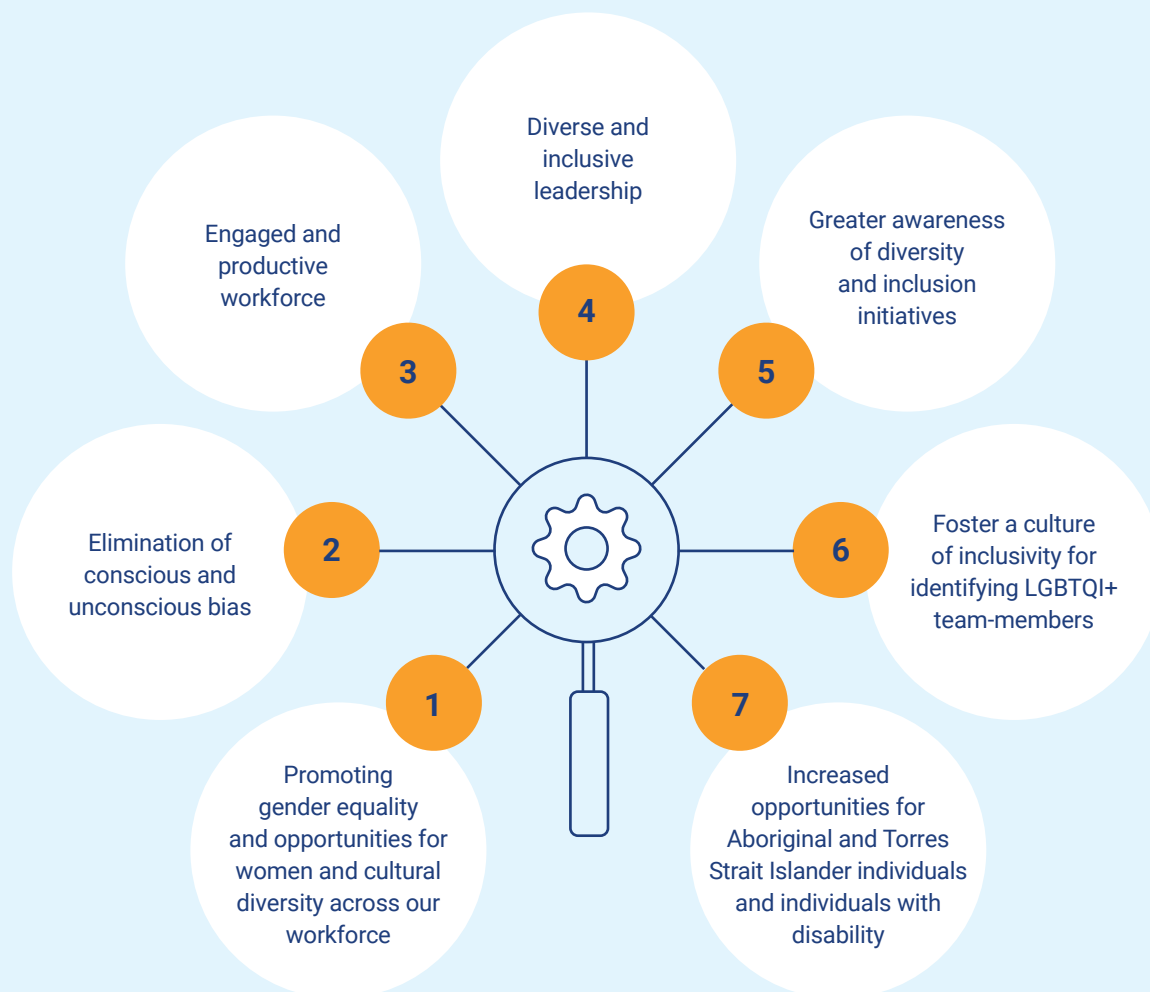 1
Promoting
gender equality
and opportunities for
women and cultural
diversity across our
workforce
2
Elimination of
conscious and
unconscious bias
3
Engaged and
productive
workforce
4
Diverse and
inclusive
leadership
5
Greater awareness
of diversity
and inclusion
initiatives
6
Foster a culture
of inclusivity for
identifying LGBTQI+
team-members
7
Increased
opportunities for
Aboriginal and Torres
Strait Islander individuals
and individuals with
disability